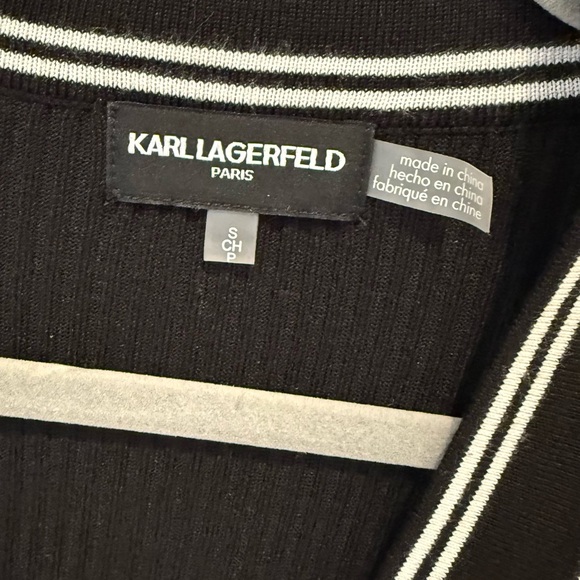 KARL LAGERFELD
PARIS
made in china
hecho en china
fabriqué en chine
S
CH
P